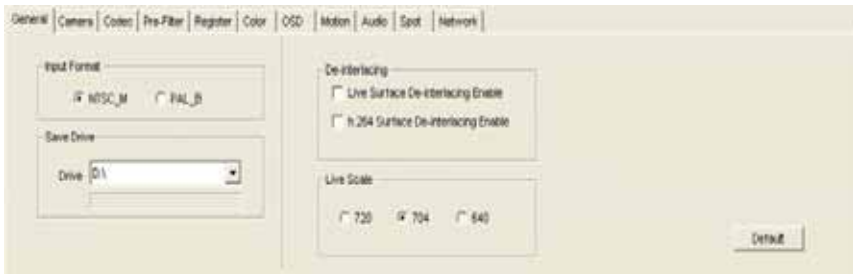 General Camera Codec Pre-Filter Register Color OSD Motion Audio Spot Network
Input Format
NTSC_M PAL_B
Save Drive
Drive D:\
De-interlacing
Live Surface De-interlacing Enable
h.264 Surface De-interlacing Enable
Live Scale
720 704 640
Default